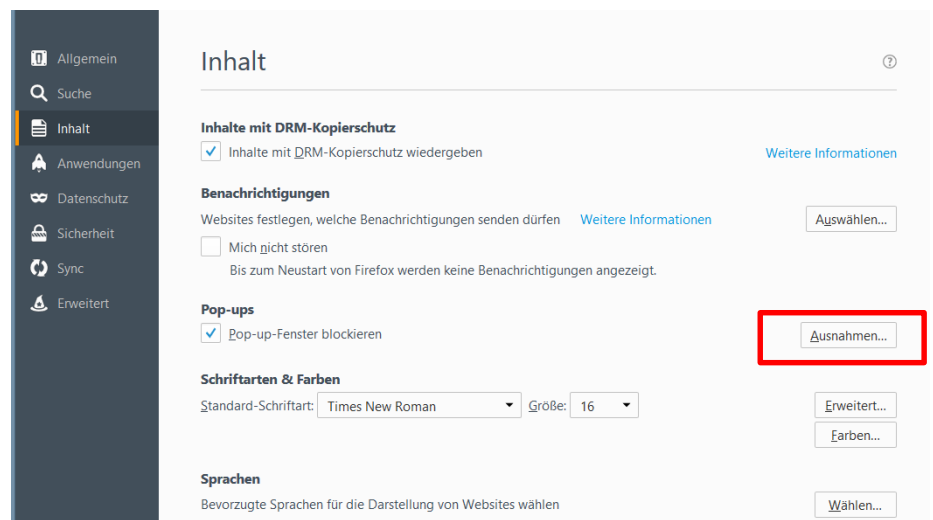 Allgemein
Suche
Inhalt
Anwendungen
Datenschutz
Sicherheit
Sync
Erweitert
Inhalt
?
Inhalte mit DRM-Kopierschutz
Inhalte mit DRM-Kopierschutz wiedergeben
Weitere Informationen
Benachrichtigungen
Websites festlegen, welche Benachrichtigungen senden dürfen Weitere Informationen Auswählen...
Mich nicht stören
Bis zum Neustart von Firefox werden keine Benachrichtigungen angezeigt.
Pop-ups
Pop-up-Fenster blockieren Ausnahmen...
Schriftarten & Farben
Standard-Schriftart: Times New Roman Größe: 16 Erweitert...
Farben...
Sprachen
Bevorzugte Sprachen für die Darstellung von Websites wählen Wählen...